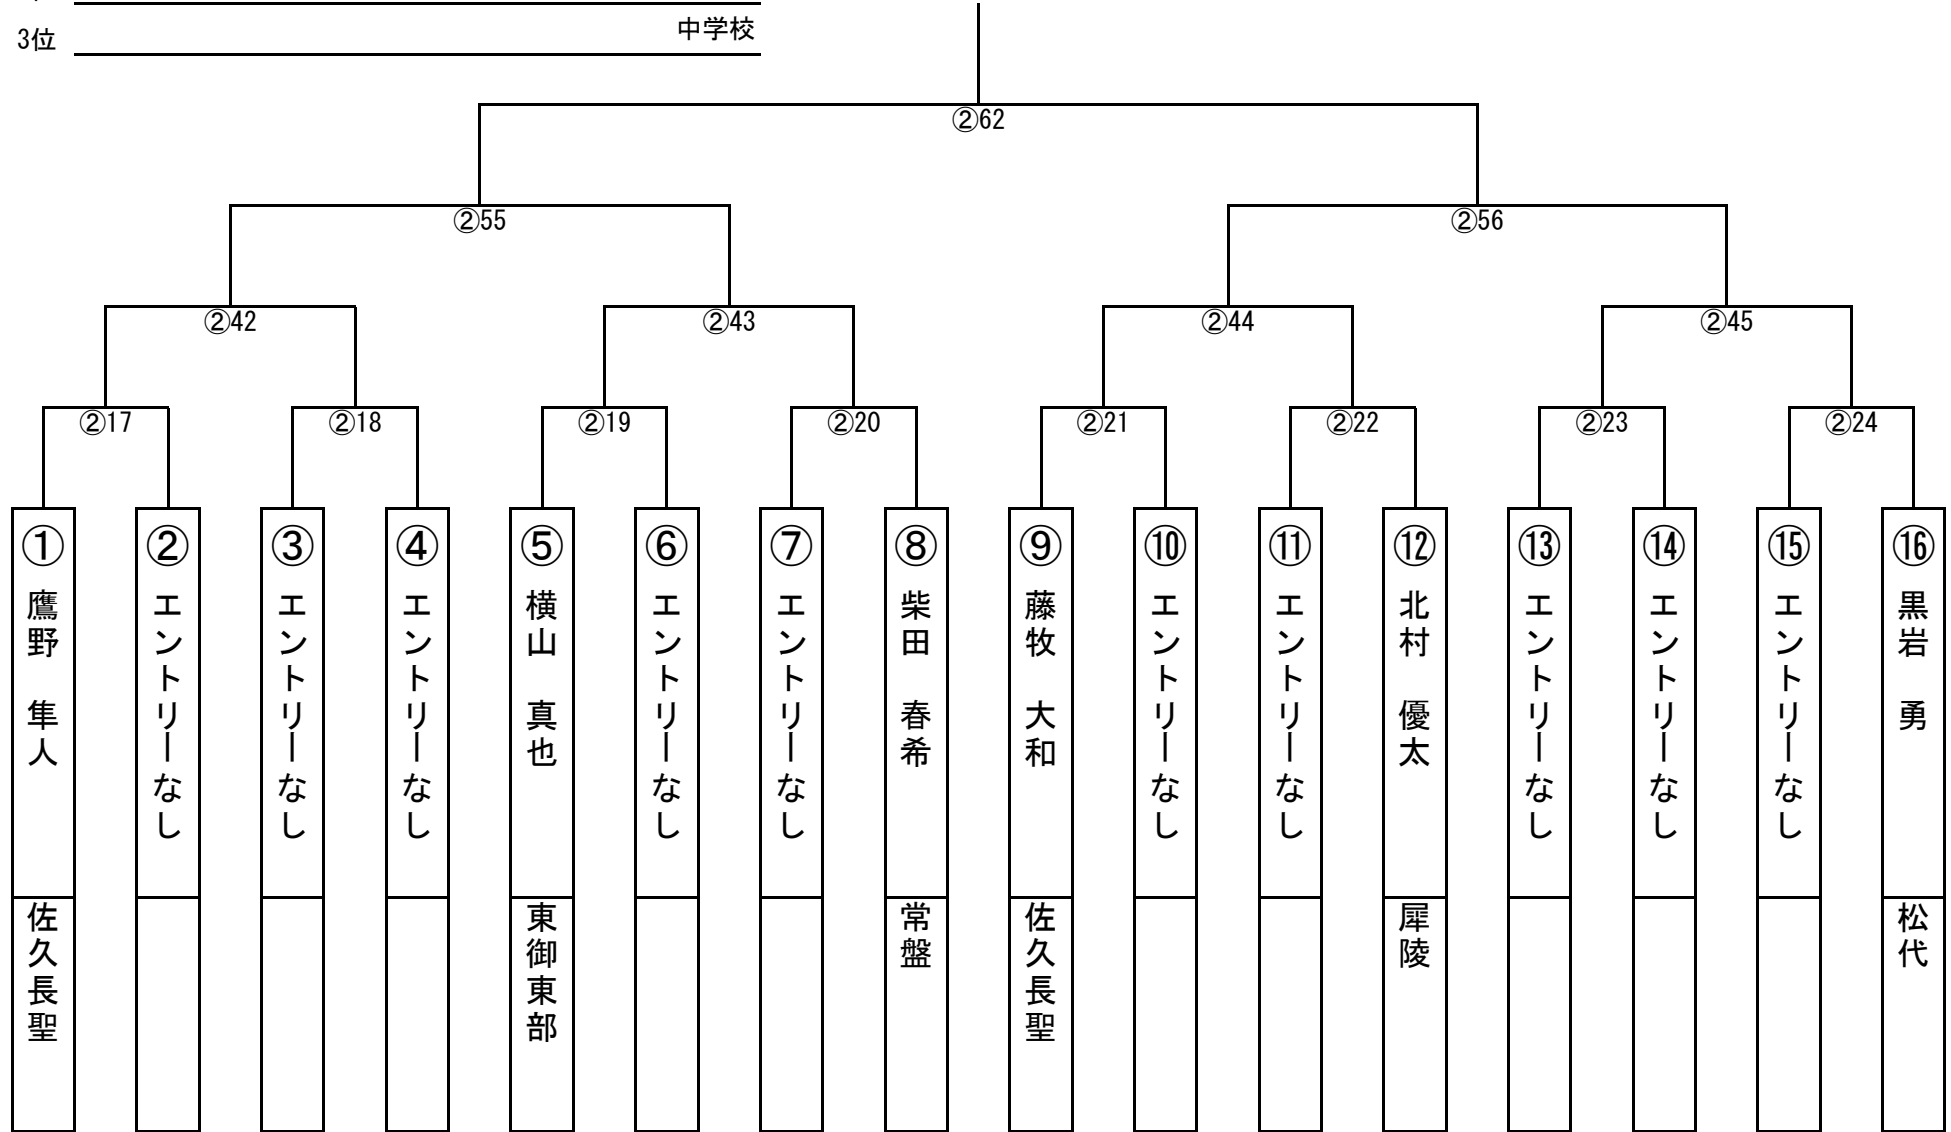 中学校
3位
②62
②55
②56
②42
②43
②44
②45
②17
②18
②19
②20
②21
②22
②23
②24
① 鷹野 隼人 佐久長聖
② エントリーなし
③ エントリーなし
④ エントリーなし
⑤ 横山 真也 東御東部
⑥ エントリーなし
⑦ エントリーなし
⑧ 柴田 春希 常盤
⑨ 藤牧 大和 佐久長聖
⑩ エントリーなし
⑪ エントリーなし
⑫ 北村 優太 犀陵
⑬ エントリーなし
⑭ エントリーなし
⑮ エントリーなし
⑯ 黒岩 勇 松代